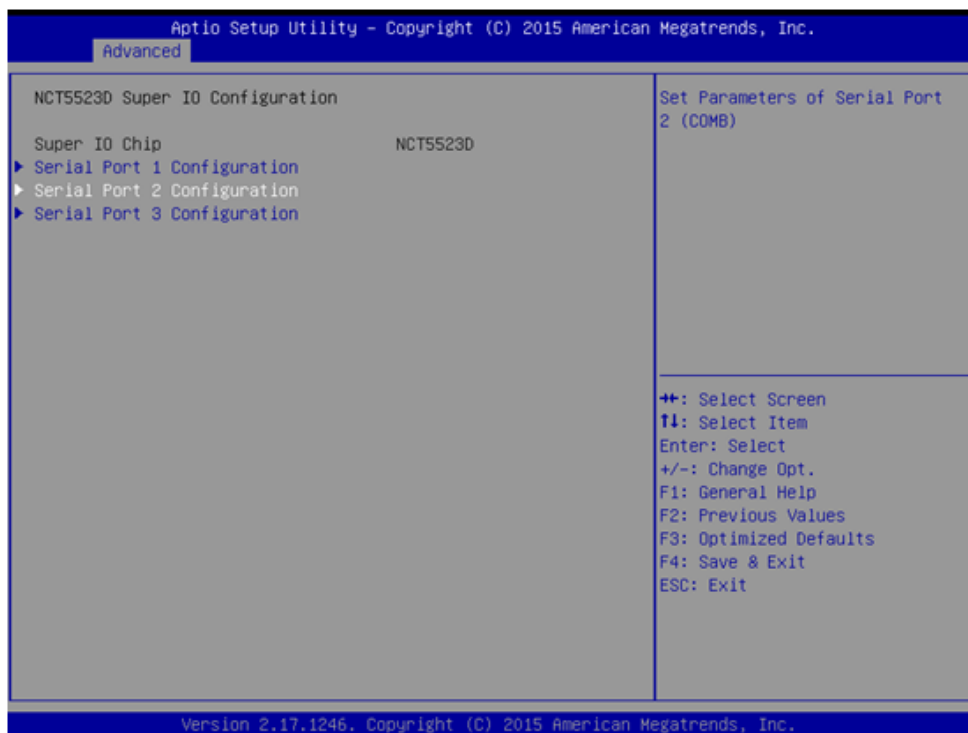 Aptio Setup Utility – Copyright (C) 2015 American Megatrends, Inc.
Advanced
NCT5523D Super IO Configuration
Super IO Chip NCT5523D
Serial Port 1 Configuration
Serial Port 2 Configuration
Serial Port 3 Configuration
Set Parameters of Serial Port
2 (COMB)
→←: Select Screen
↑↓: Select Item
Enter: Select
+/-: Change Opt.
F1: General Help
F2: Previous Values
F3: Optimized Defaults
F4: Save & Exit
ESC: Exit
Version 2.17.1246. Copyright (C) 2015 American Megatrends, Inc.